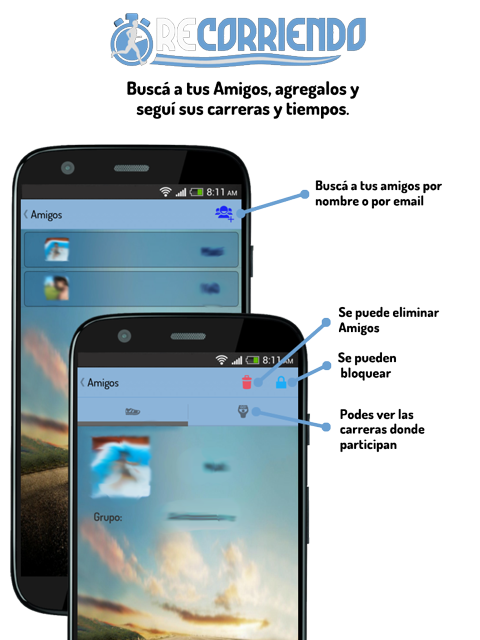 RECORRIENDO
Buscá a tus Amigos, agregalos y
seguí sus carreras y tiempos.
8:11 AM
Amigos
Buscá a tus amigos por
nombre o por email
Se puede eliminar
Amigos
8:11 AM
Amigos
Se pueden
bloquear
Podes ver las
carreras donde
participan
Grupo: